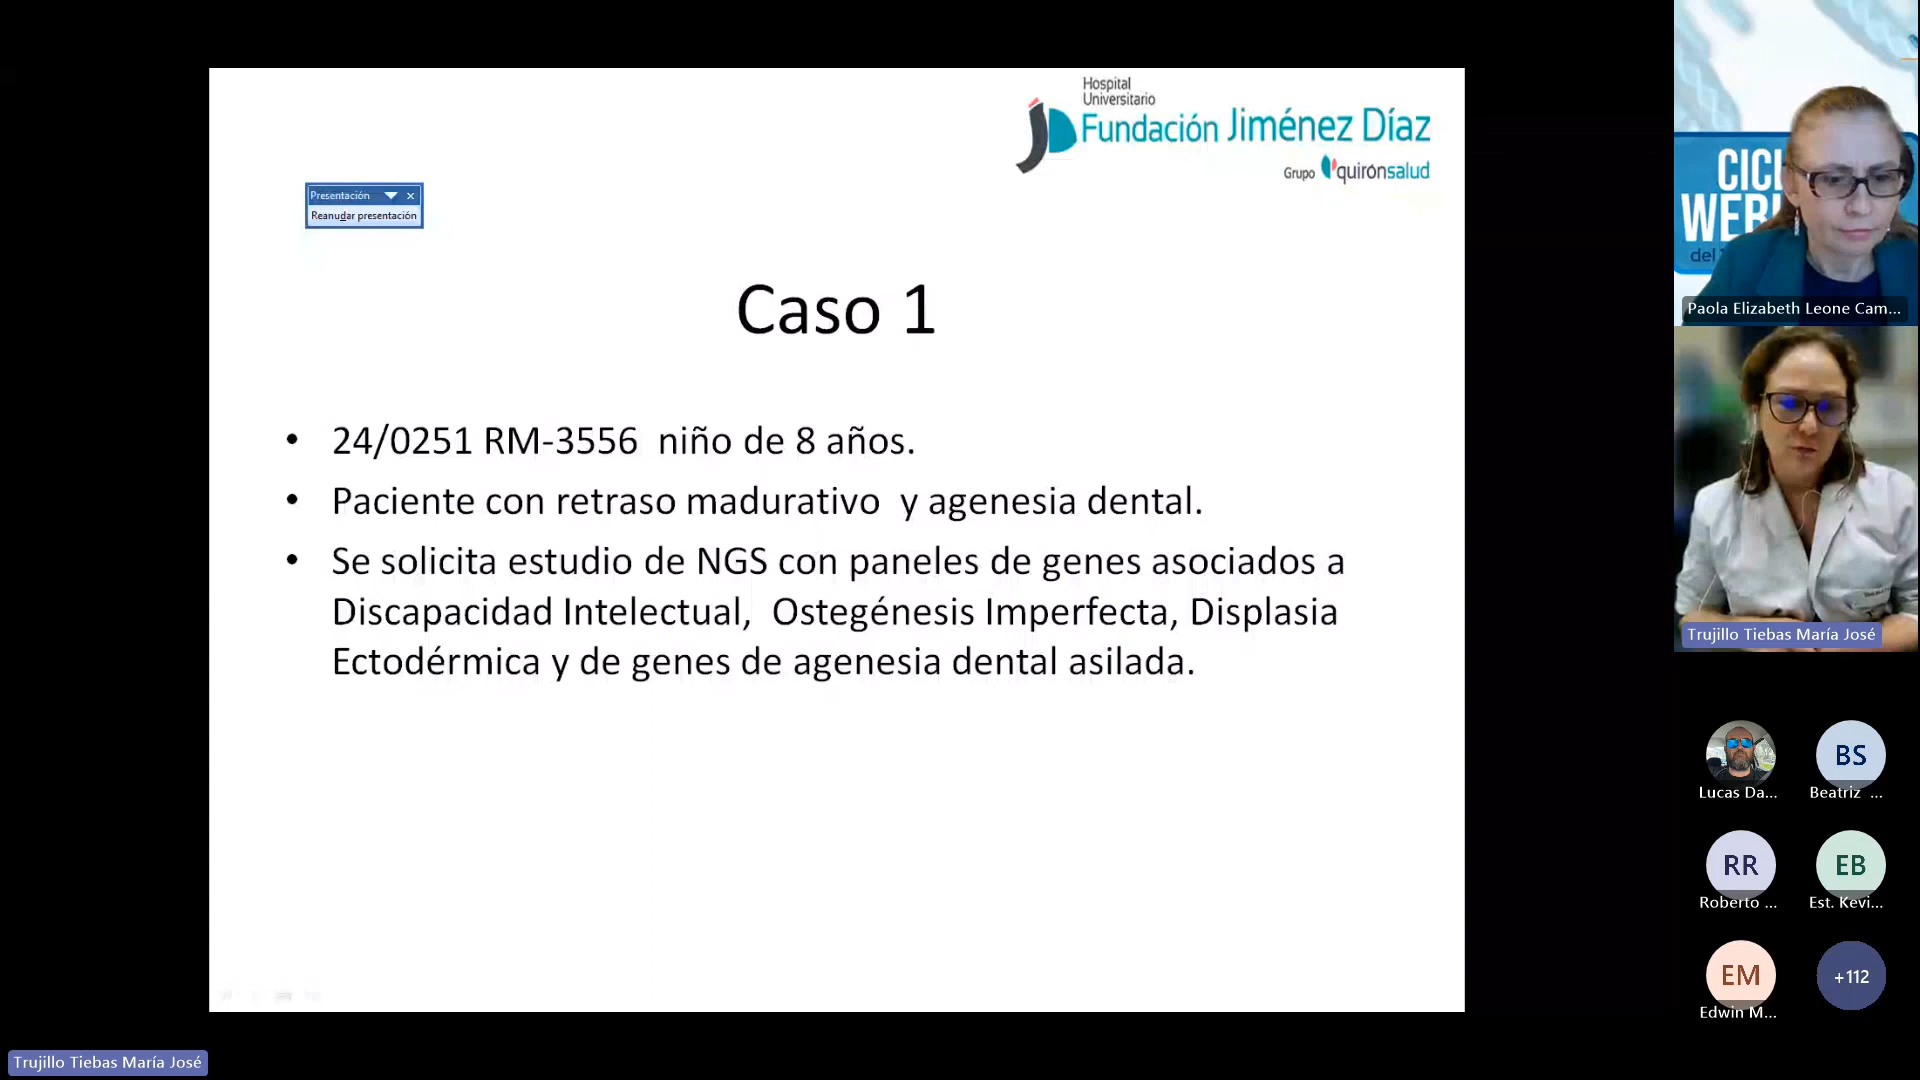 Hospital
Universitario
Fundación Jiménez Díaz
Grupo quirónsalud
Presentación
Reanudar presentación
Caso 1
• 24/0251 RM-3556 niño de 8 años.
• Paciente con retraso madurativo y agenesia dental.
• Se solicita estudio de NGS con paneles de genes asociados a
Discapacidad Intelectual, Ostegénesis Imperfecta, Displasia
Ectodérmica y de genes de agenesia dental asilada.
CICL
WEBI
del
Paola Elizabeth Leone Cam...
Trujillo Tiebas María José
Lucas Da...
BS
Beatriz ...
RR
Roberto ...
EB
Est. Kevi...
EM
Edwin M...
+112
Trujillo Tiebas María José